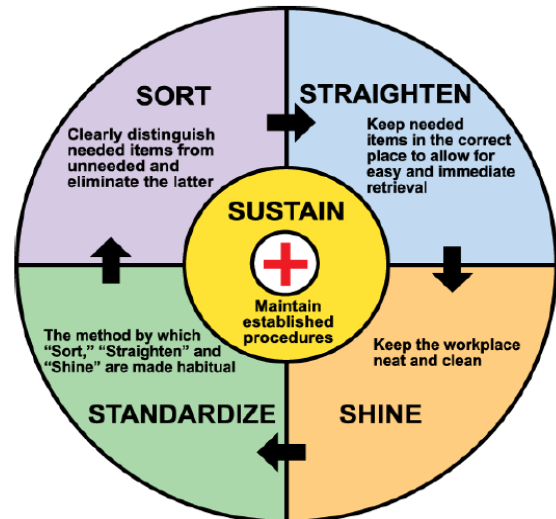 SORT
Clearly distinguish
needed items from
unneeded and
eliminate the latter
STRAIGHTEN
Keep needed
items in the correct
place to allow for
easy and immediate
retrieval
SUSTAIN
Maintain
established
procedures
The method by which
“Sort,” “Straighten” and
“Shine” are made habitual
STANDARDIZE
Keep the workplace
neat and clean
SHINE